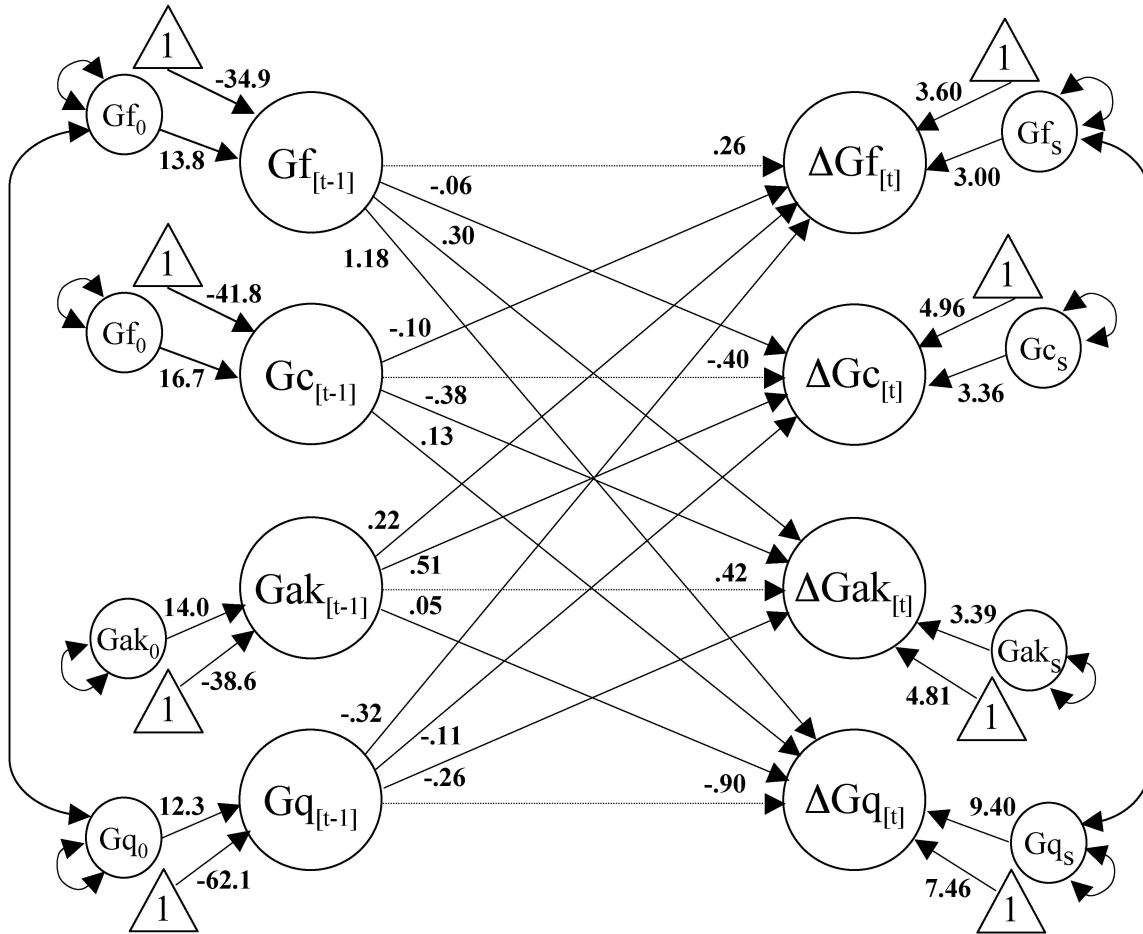 1
-34.9
Gf0
13.8
Gf[t-1]
-.06
.30
1.18
.26
ΔGf[t]
1
3.60
Gfs
3.00
1
-41.8
Gf0
16.7
Gc[t-1]
-.10
-.38
.13
-.40
ΔGc[t]
1
4.96
Gcs
3.36
Gak0
14.0
1
-38.6
Gak[t-1]
.22
.51
.05
.42
ΔGak[t]
3.39
Gaks
4.81
1
Gq0
12.3
1
-62.1
Gq[t-1]
-.32
-.11
-.26
-.90
ΔGq[t]
9.40
Gqs
7.46
1